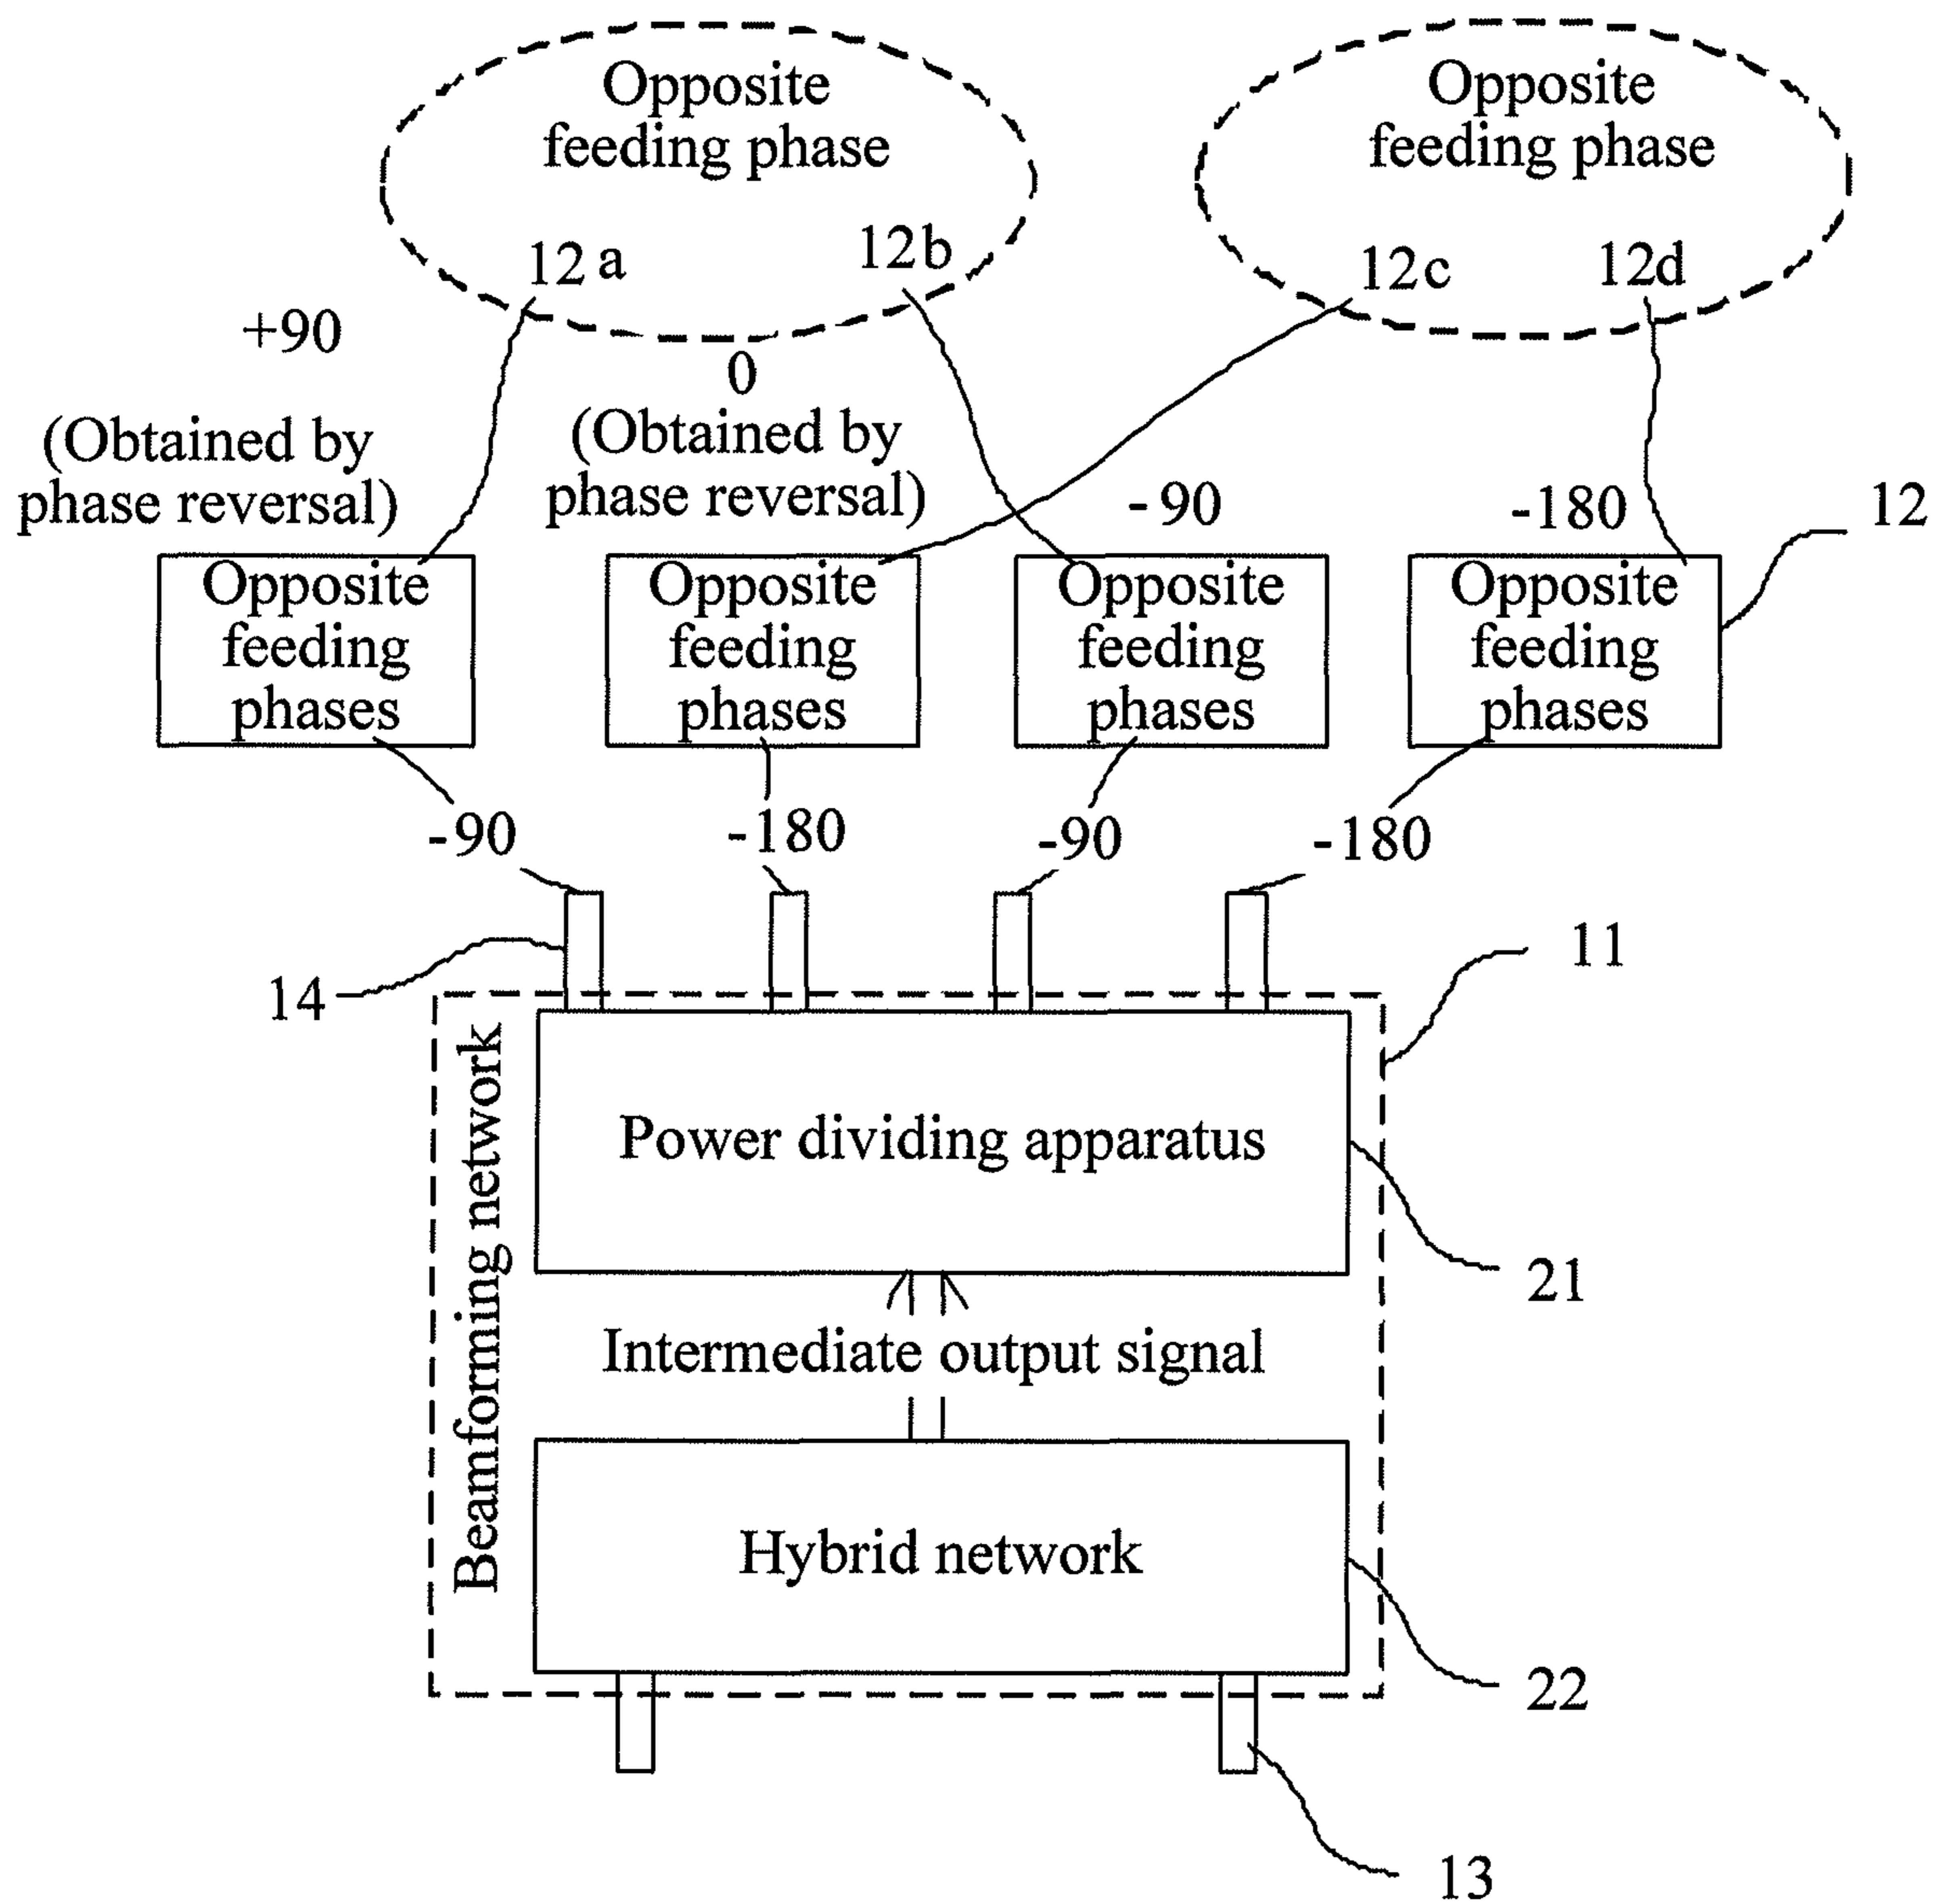 Opposite
feeding phase
Opposite
feeding phase
12a
12b
12c
12d
+90
(Obtained by
phase reversal)
0
(Obtained by
phase reversal)
-90
-180
12
Opposite
feeding
phases
Opposite
feeding
phases
Opposite
feeding
phases
Opposite
feeding
phases
-90
-180
-90
-180
14
11
Beamforming network
Power dividing apparatus
21
Intermediate output signal
Hybrid network
22
13